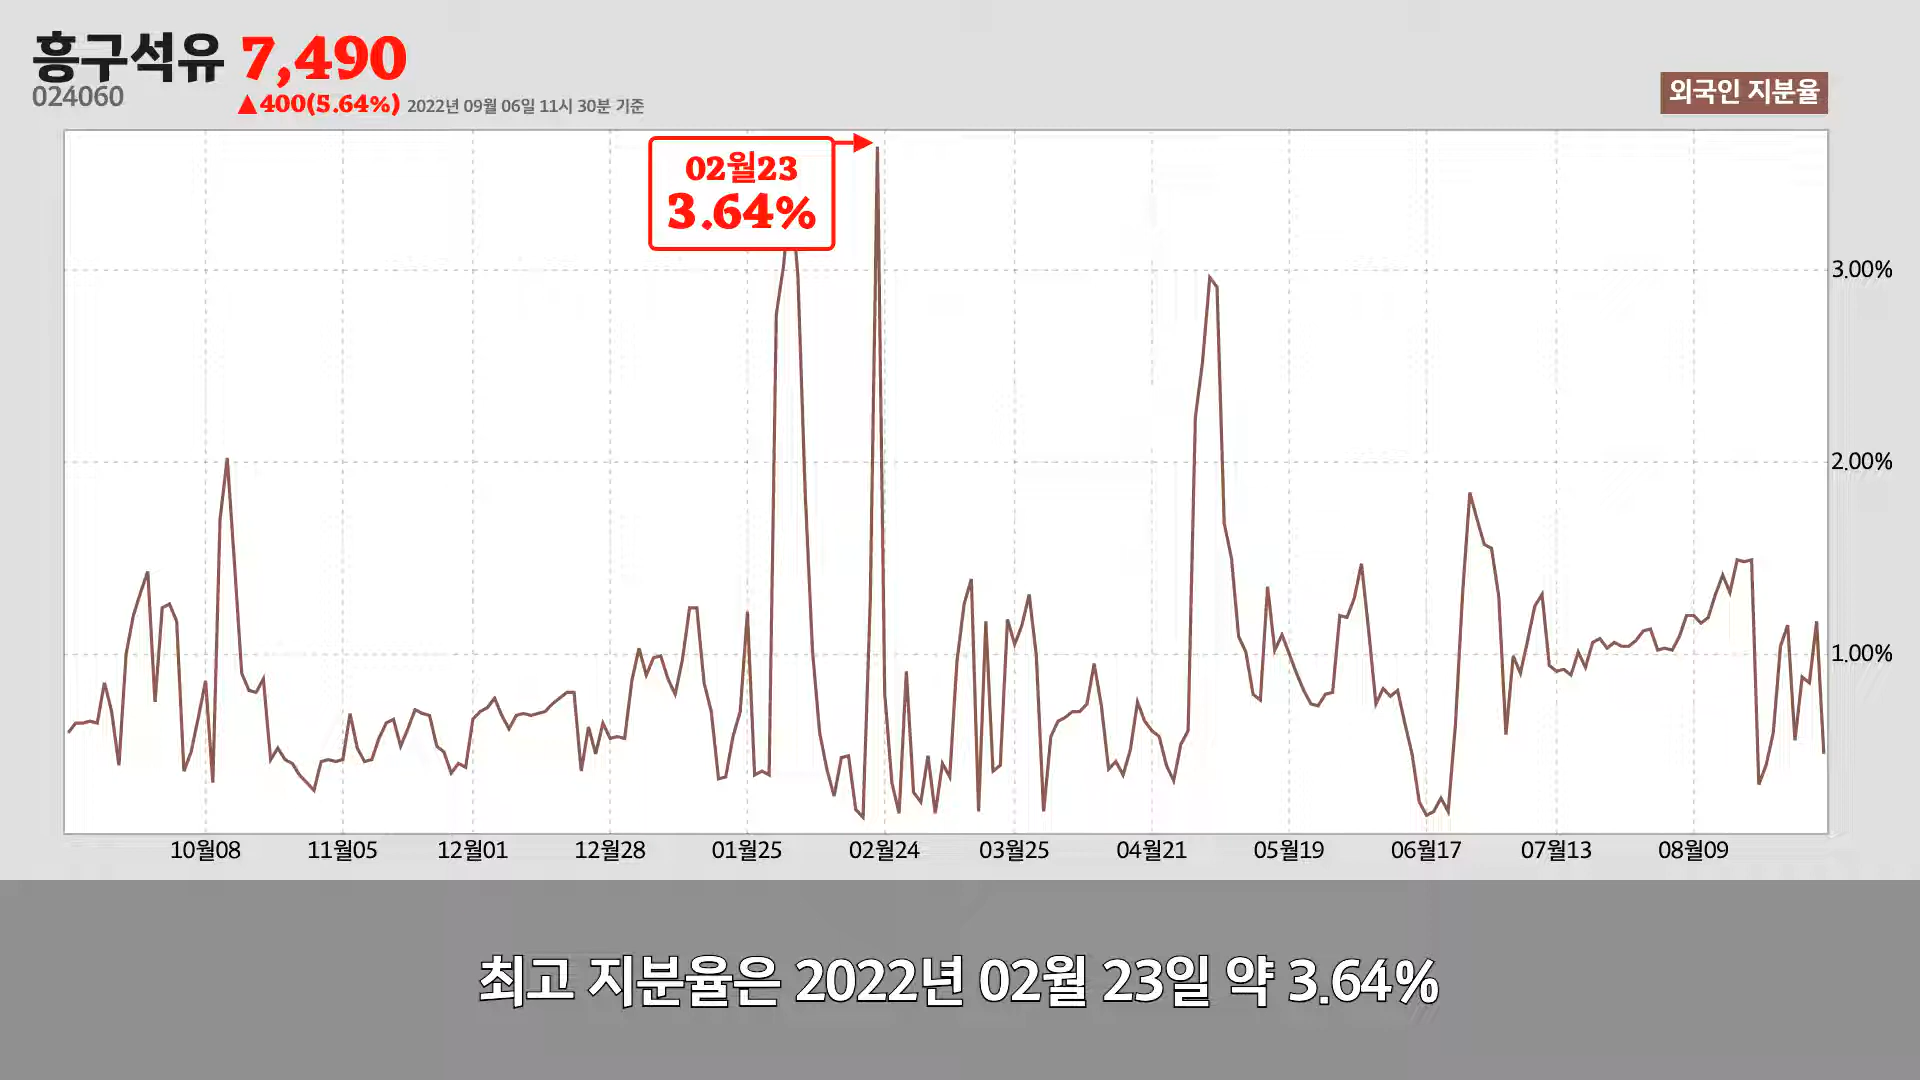 흥구석유 7,490
024060
▲400(5.64%) 2022년 09월 06일 11시 30분 기준
외국인 지분율
02월23
3.64%
3.00%
2.00%
1.00%
10월08 11월05 12월01 12월28 01월25 02월24 03월25 04월21 05월19 06월17 07월13 08월09
최고 지분율은 2022년 02월 23일 약 3.64%